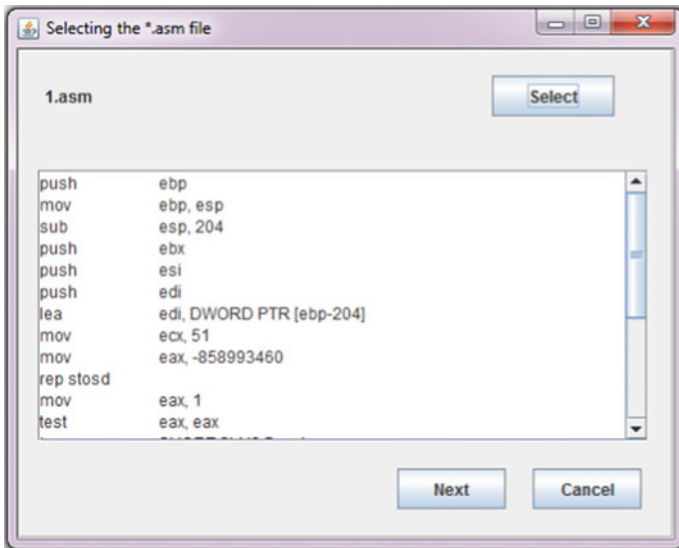 Selecting the *.asm file
1.asm
Select
push ebp
mov ebp, esp
sub esp, 204
push ebx
push esi
push edi
lea edi, DWORD PTR [ebp-204]
mov ecx, 51
mov eax, -858993460
rep stosd
mov eax, 1
test eax, eax
Next
Cancel